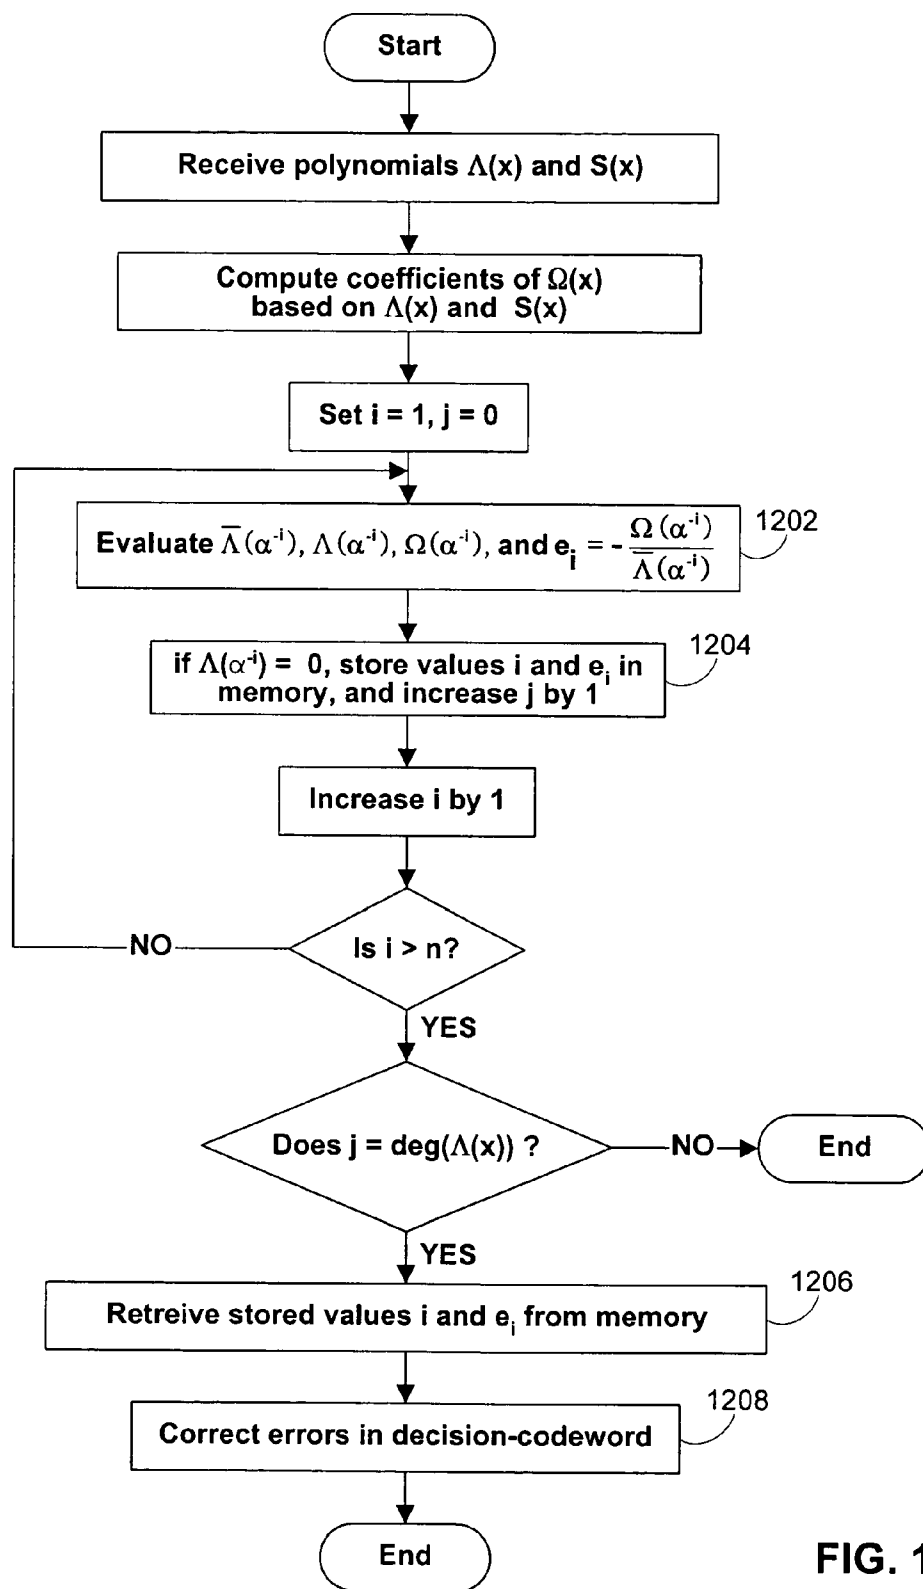 Start
Receive polynomials Λ(x) and S(x)
Compute coefficients of Ω(x)
based on Λ(x) and S(x)
Set i = 1, j = 0
Evaluate Λ̅(α⁻ⁱ), Λ(α⁻ⁱ), Ω(α⁻ⁱ), and eᵢ = - Ω(α⁻ⁱ) / Λ̅(α⁻ⁱ)
1202
if Λ(α⁻ⁱ) = 0, store values i and eᵢ in
memory, and increase j by 1
1204
Increase i by 1
Is i > n?
NO
YES
Does j = deg(Λ(x)) ?
NO
End
YES
Retreive stored values i and eᵢ from memory
1206
Correct errors in decision-codeword
1208
End
FIG. 1